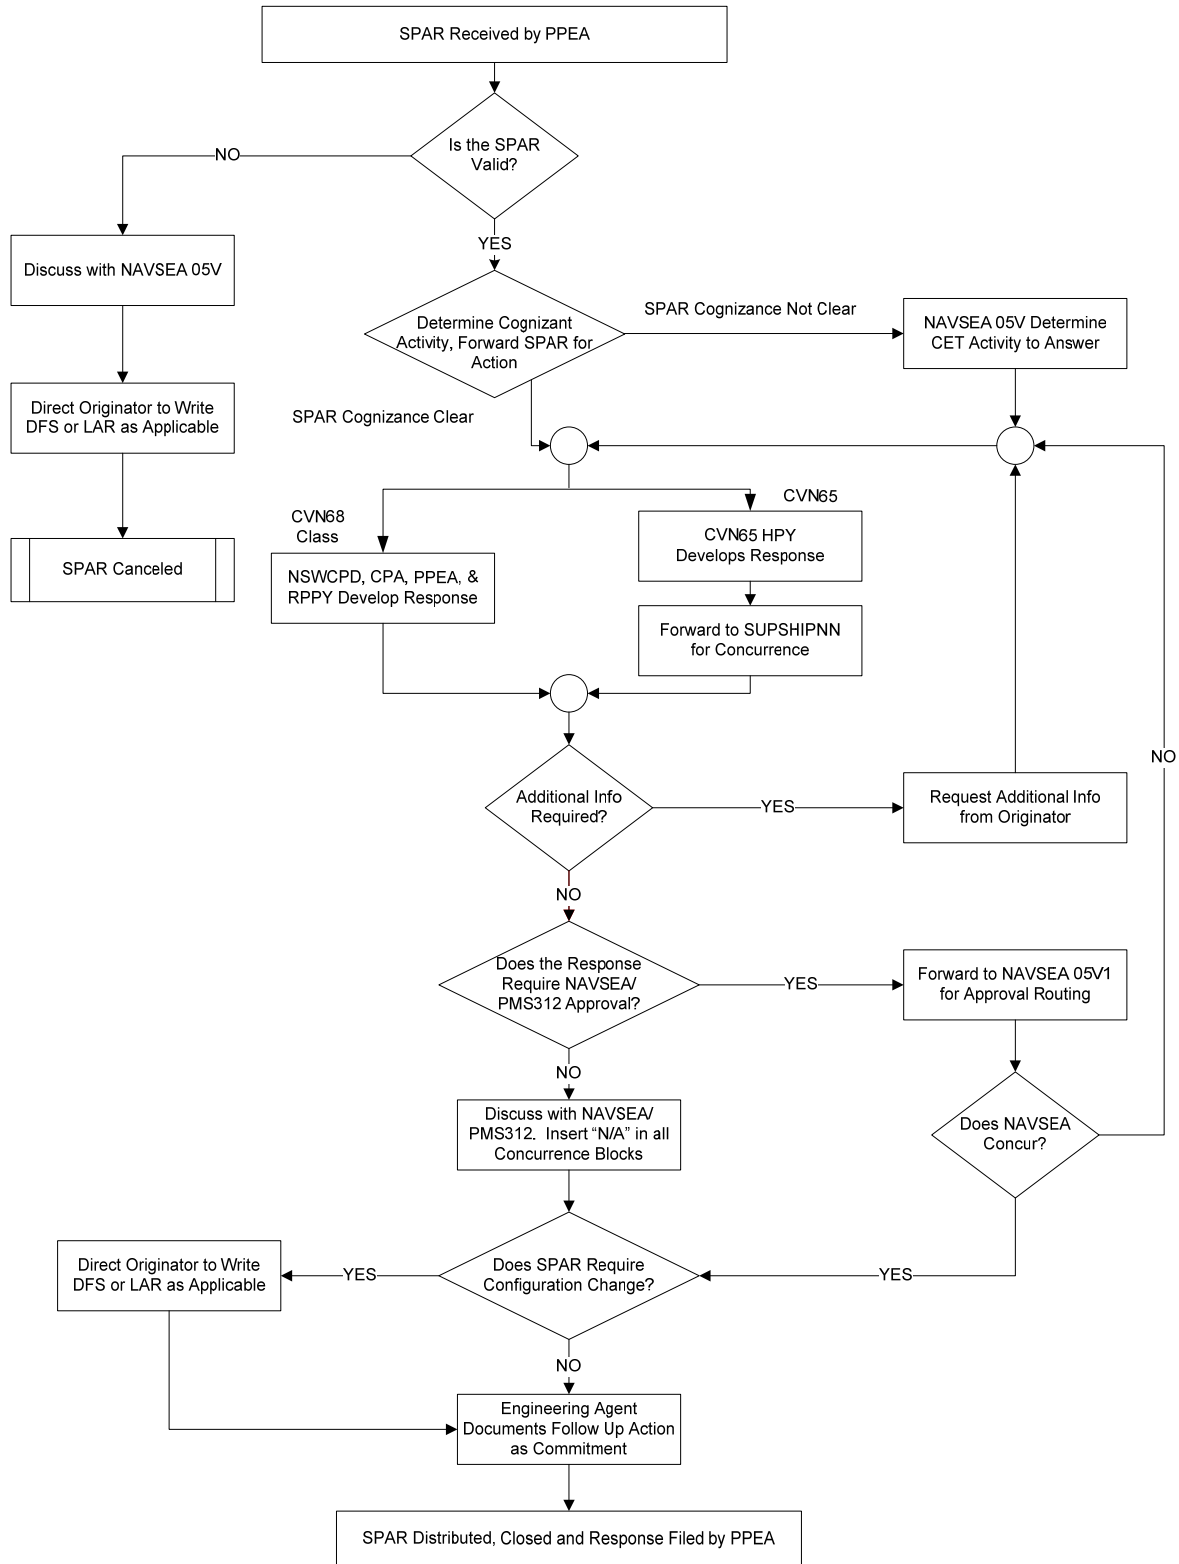 SPAR Received by PPEA
Is the SPAR
Valid?
NO
YES
Discuss with NAVSEA 05V
Determine Cognizant
Activity, Forward SPAR for
Action
SPAR Cognizance Not Clear
NAVSEA 05V Determine
CET Activity to Answer
Direct Originator to Write
DFS or LAR as Applicable
SPAR Cognizance Clear
SPAR Canceled
CVN68
Class
CVN65
NSWCPD, CPA, PPEA, &
RPPY Develop Response
CVN65 HPY
Develops Response
Forward to SUPSHIPNN
for Concurrence
Additional Info
Required?
YES
Request Additional Info
from Originator
NO
NO
Does the Response
Require NAVSEA/
PMS312 Approval?
YES
Forward to NAVSEA 05V1
for Approval Routing
NO
Discuss with NAVSEA/
PMS312. Insert “N/A” in all
Concurrence Blocks
Does NAVSEA
Concur?
Direct Originator to Write
DFS or LAR as Applicable
YES
Does SPAR Require
Configuration Change?
YES
NO
Engineering Agent
Documents Follow Up Action
as Commitment
SPAR Distributed, Closed and Response Filed by PPEA